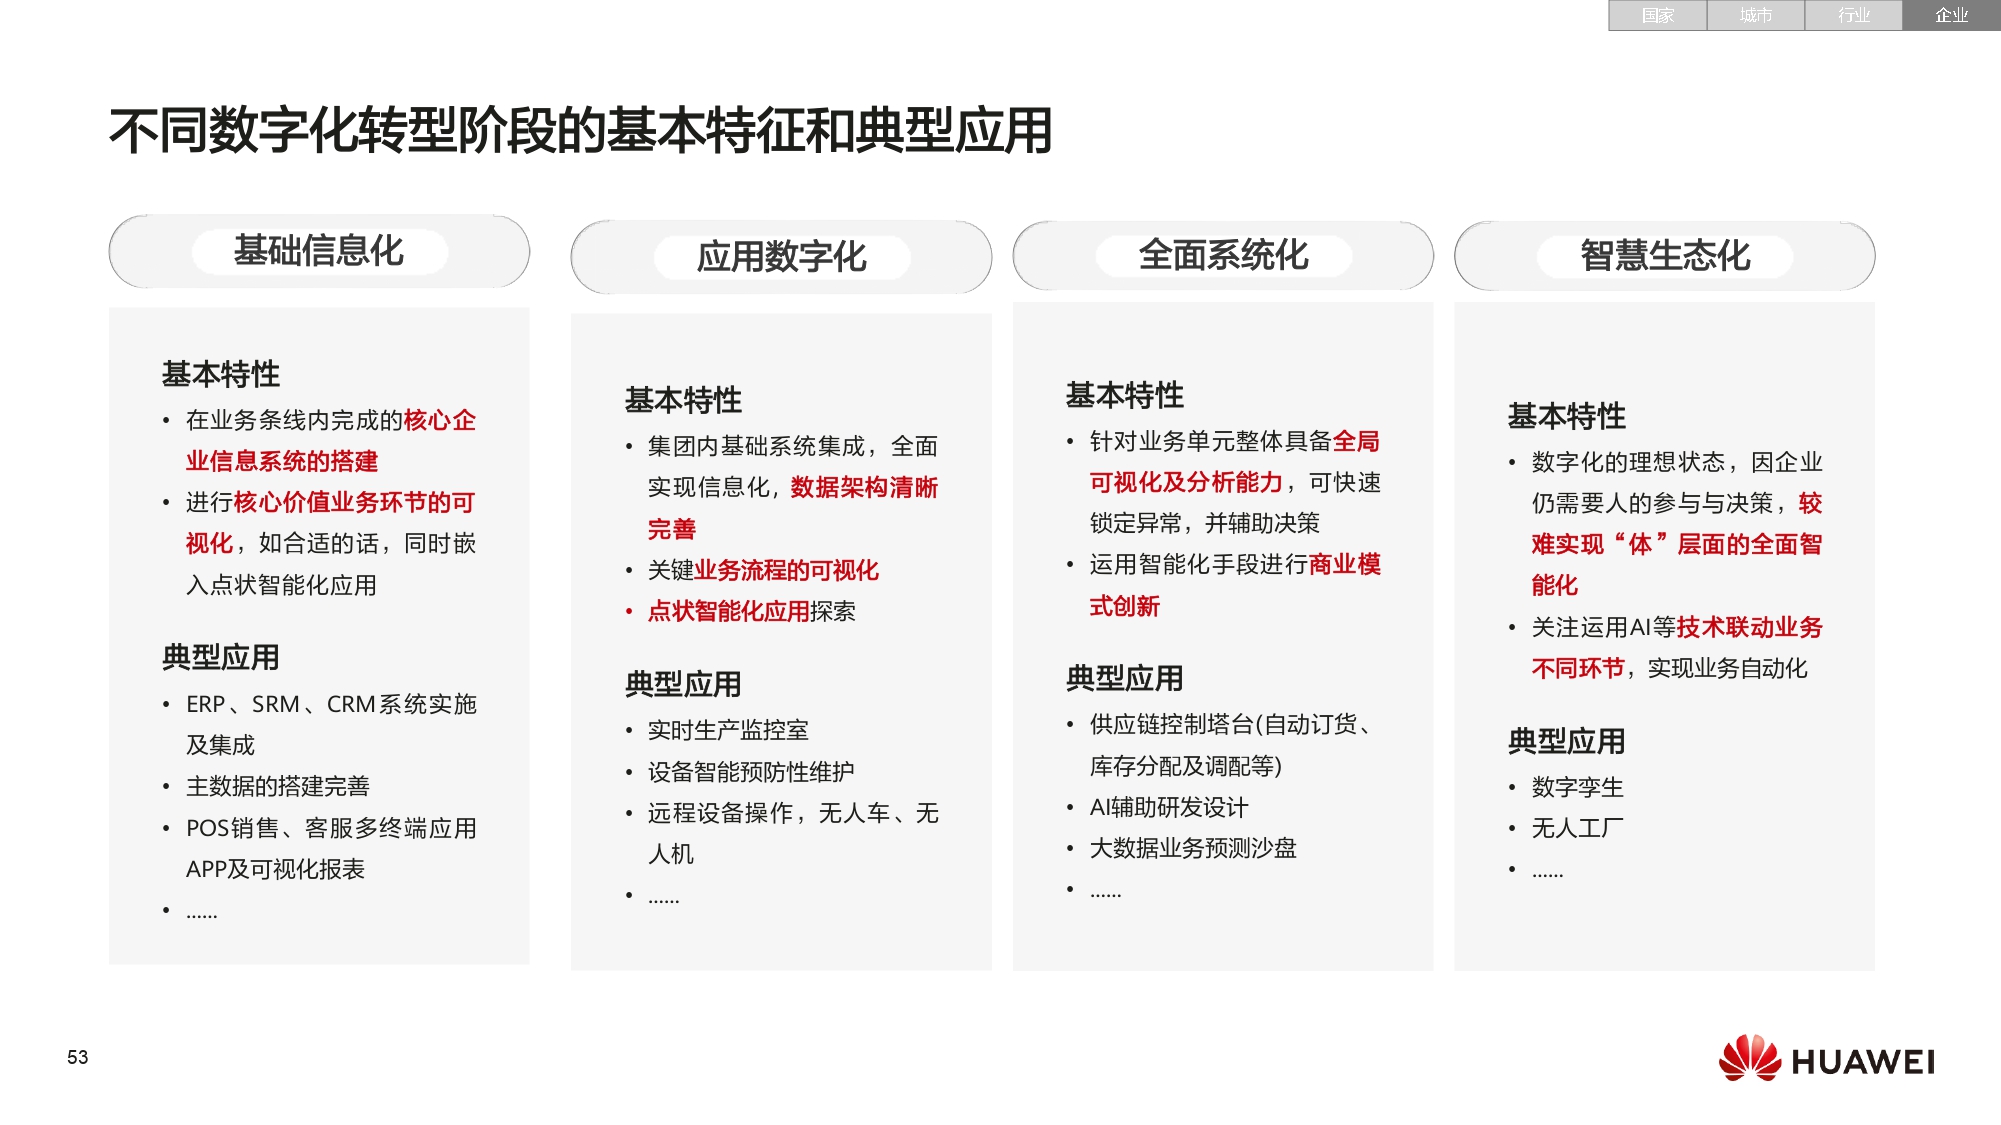 国家
城市
行业
企业
不同数字化转型阶段的基本特征和典型应用
基础信息化
基本特性
• 在业务条线内完成的核心企
业信息系统的搭建
• 进行核心价值业务环节的可
视化，如合适的话，同时嵌
入点状智能化应用
典型应用
• ERP、SRM、CRM系统实施
及集成
• 主数据的搭建完善
• POS销售、客服多终端应用
APP及可视化报表
• ......
应用数字化
基本特性
• 集团内基础系统集成，全面
实现信息化, 数据架构清晰
完善
• 关键业务流程的可视化
• 点状智能化应用探索
典型应用
• 实时生产监控室
• 设备智能预防性维护
• 远程设备操作，无人车、无
人机
• ......
全面系统化
基本特性
• 针对业务单元整体具备全局
可视化及分析能力，可快速
锁定异常，并辅助决策
• 运用智能化手段进行商业模
式创新
典型应用
• 供应链控制塔台(自动订货、
库存分配及调配等)
• AI辅助研发设计
• 大数据业务预测沙盘
• ......
智慧生态化
基本特性
• 数字化的理想状态，因企业
仍需要人的参与与决策，较
难实现“体”层面的全面智
能化
• 关注运用AI等技术联动业务
不同环节，实现业务自动化
典型应用
• 数字孪生
• 无人工厂
• ......
53
HUAWEI